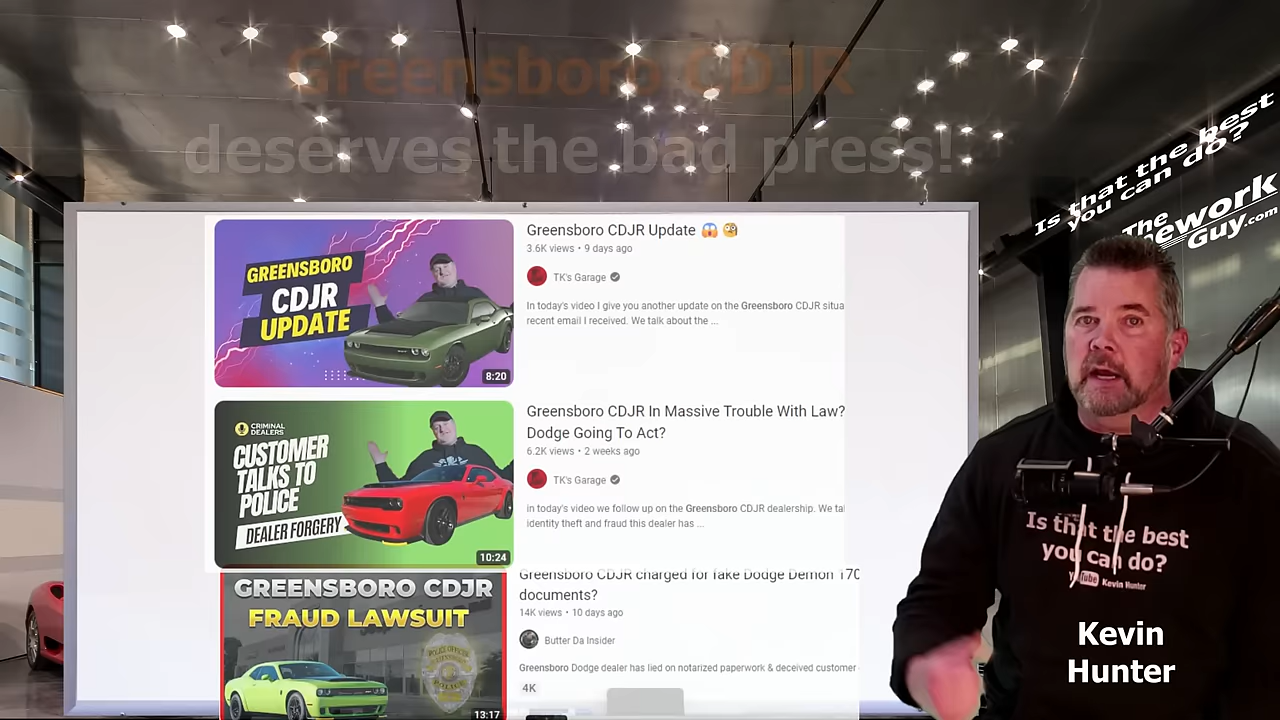 Greensboro CDJR
deserves the bad press!
Is that the best
you can do?
The
ework
Guy.com
GREENSBORO
CDJR
UPDATE
8:20
Greensboro CDJR Update 😱 🧐
3.6K views • 9 days ago
TK's Garage
In today's video I give you another update on the Greensboro CDJR situa
recent email I received. We talk about the ...
CRIMINAL
DEALERS
CUSTOMER
TALKS TO
POLICE
DEALER FORGERY
10:24
Greensboro CDJR In Massive Trouble With Law?
Dodge Going To Act?
6.2K views • 2 weeks ago
TK's Garage
in today's video we follow up on the Greensboro CDJR dealership. We tal
identity theft and fraud this dealer has ...
GREENSBORO CDJR
FRAUD LAWSUIT
13:17
Greensboro CDJR charged for fake Dodge Demon 170
documents?
14K views • 10 days ago
Butter Da Insider
Greensboro Dodge dealer has lied on notarized paperwork & deceived customer
4K
Is that the best
you can do?
YouTube Kevin Hunter
Kevin
Hunter